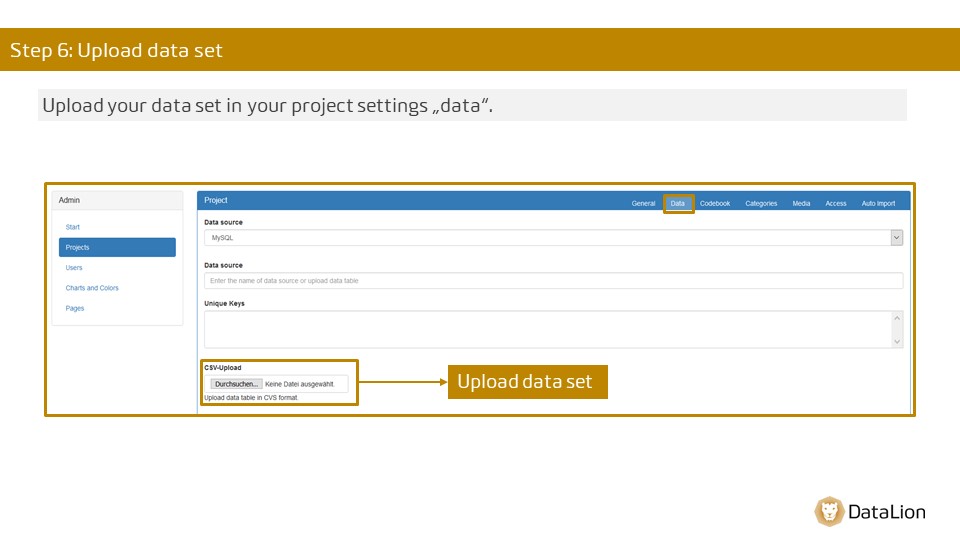 Step 6: Upload data set
Upload your data set in your project settings „data“.
Admin
Start
Projects
Users
Charts and Colors
Pages
Project
General
Data
Codebook
Categories
Media
Access
Auto Import
Data source
MySQL
Data source
Enter the name of data source or upload data table
Unique Keys
CSV-Upload
Durchsuchen... Keine Datei ausgewählt.
Upload data table in CVS format.
Upload data set
DataLion